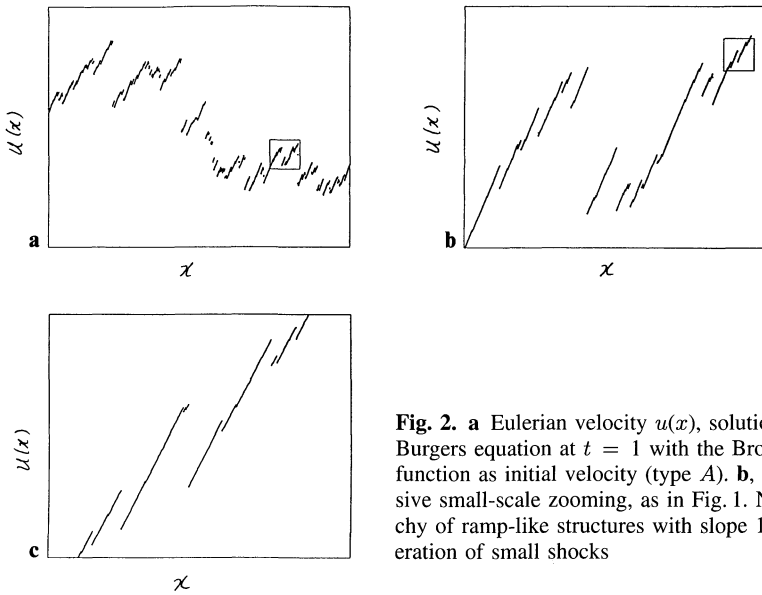 u(x)
a
x
u(x)
b
x
u(x)
c
x
Fig. 2. a Eulerian velocity u(x), solutio
Burgers equation at t = 1 with the Bro
function as initial velocity (type A). b,
sive small-scale zooming, as in Fig. 1. N
chy of ramp-like structures with slope 1
eration of small shocks